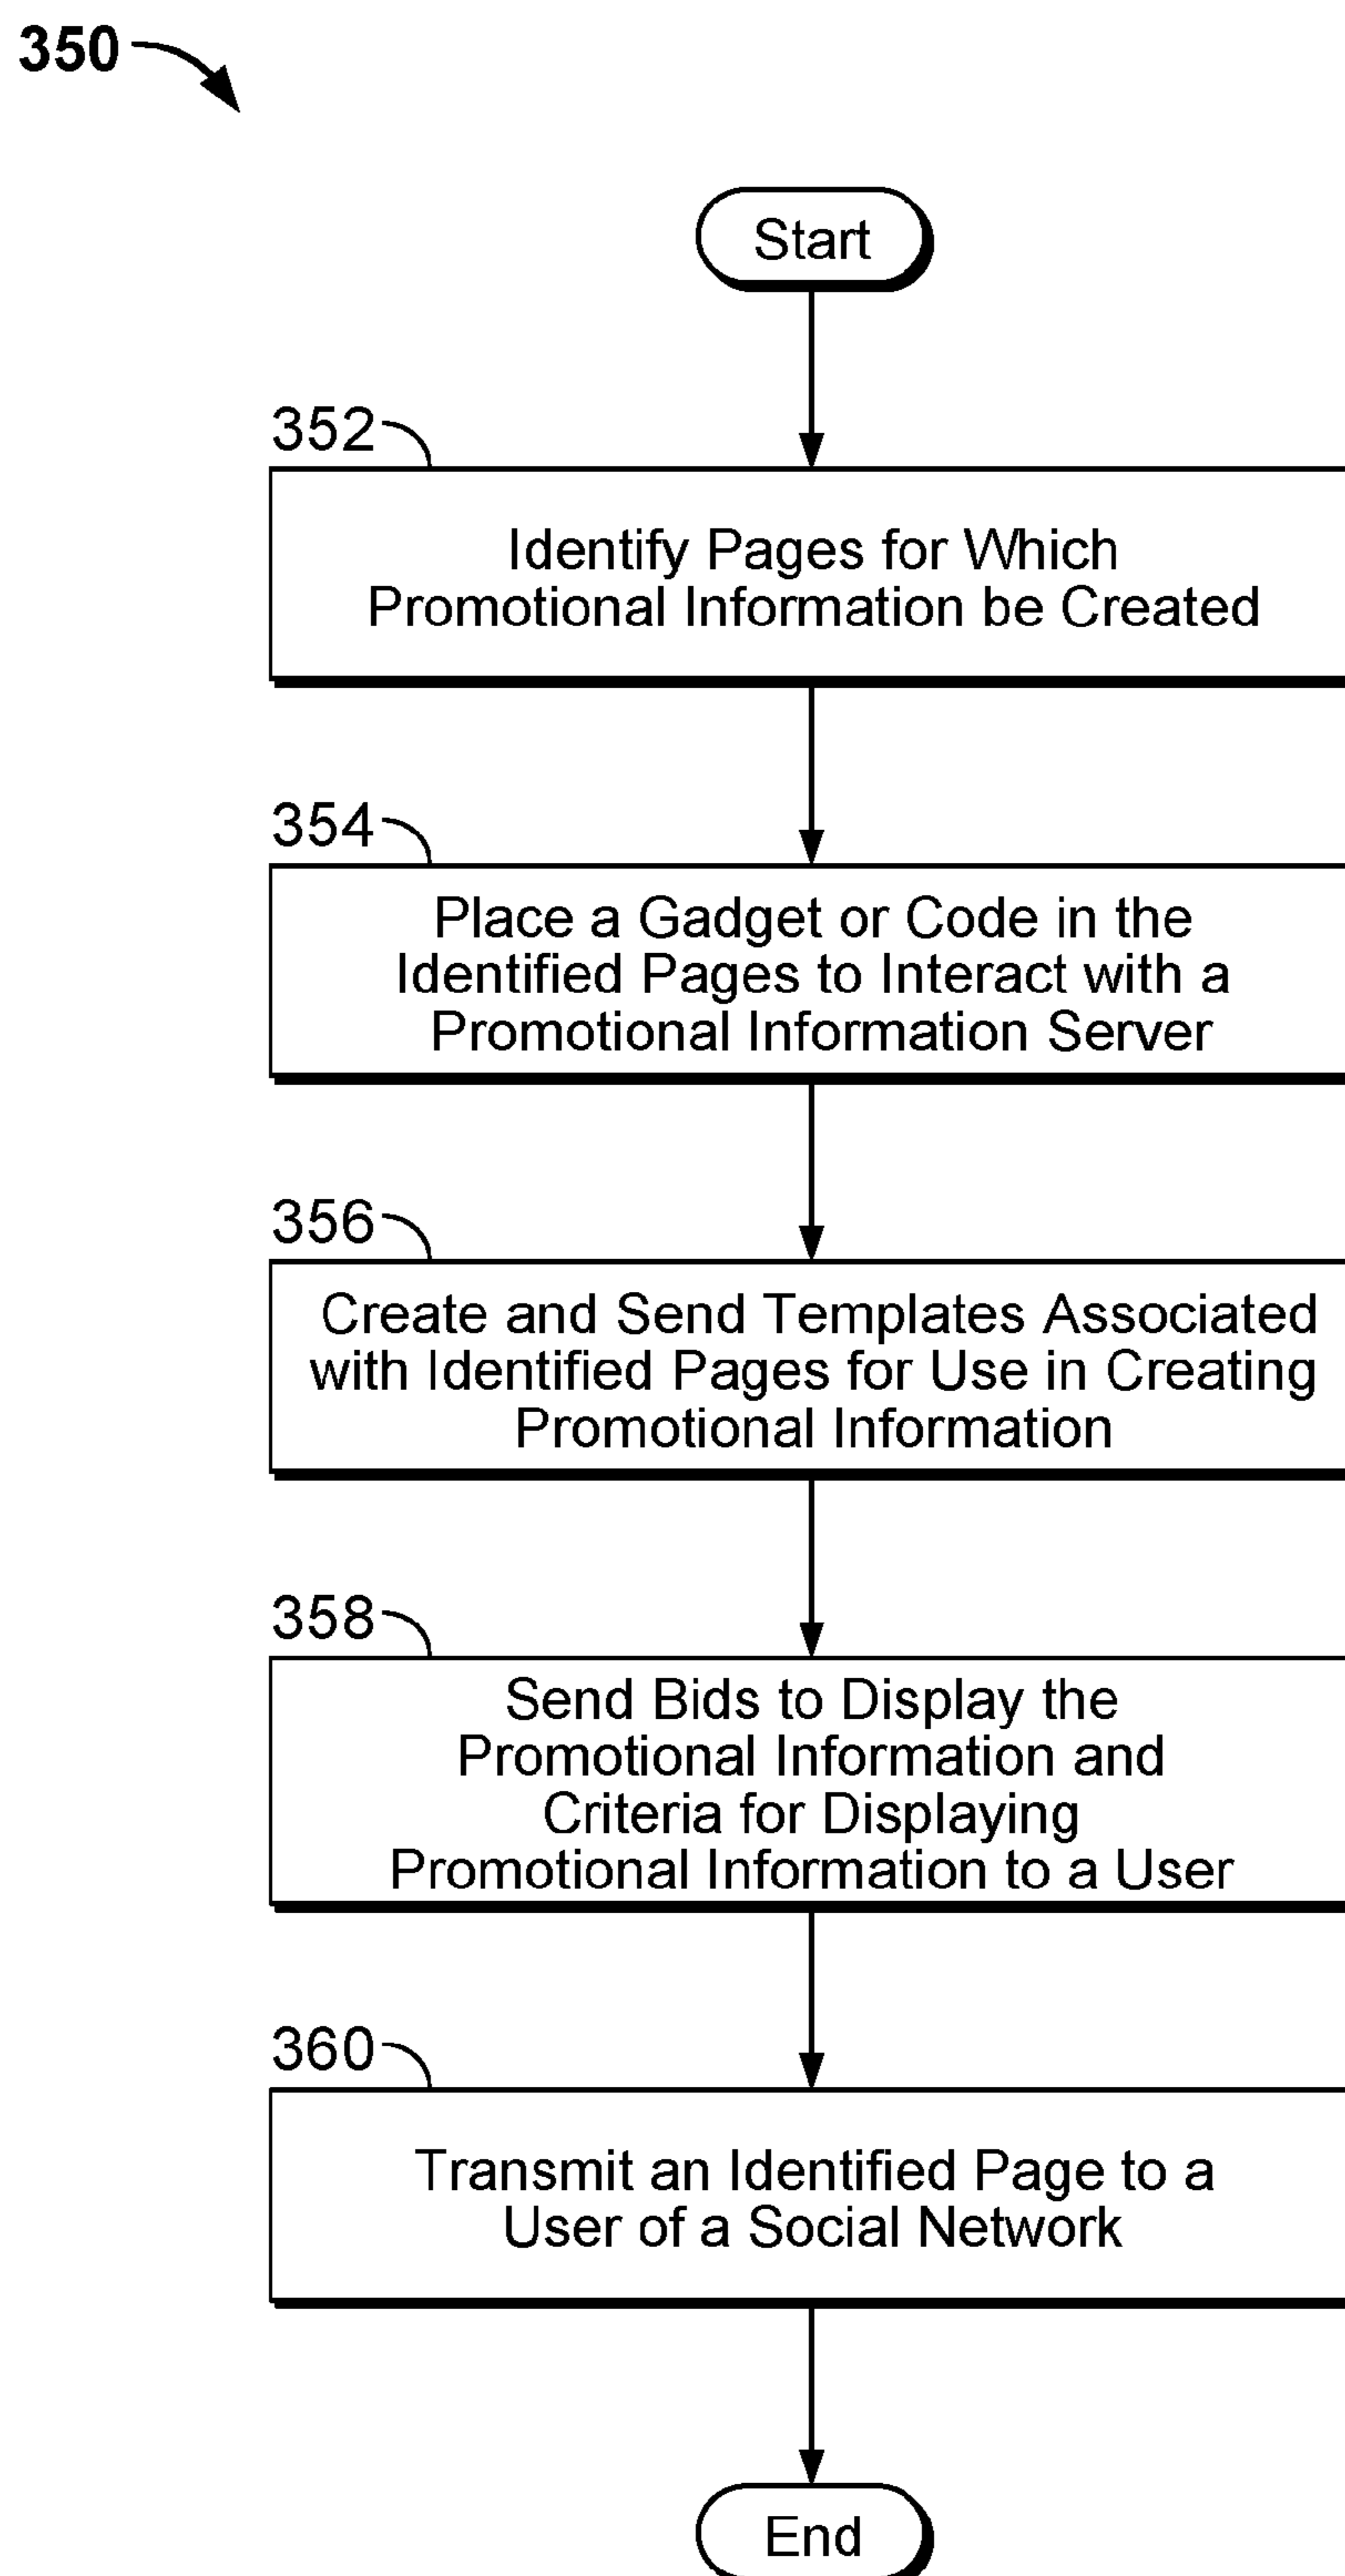 350
Start
352
Identify Pages for Which
Promotional Information be Created
354
Place a Gadget or Code in the
Identified Pages to Interact with a
Promotional Information Server
356
Create and Send Templates Associated
with Identified Pages for Use in Creating
Promotional Information
358
Send Bids to Display the
Promotional Information and
Criteria for Displaying
Promotional Information to a User
360
Transmit an Identified Page to a
User of a Social Network
End